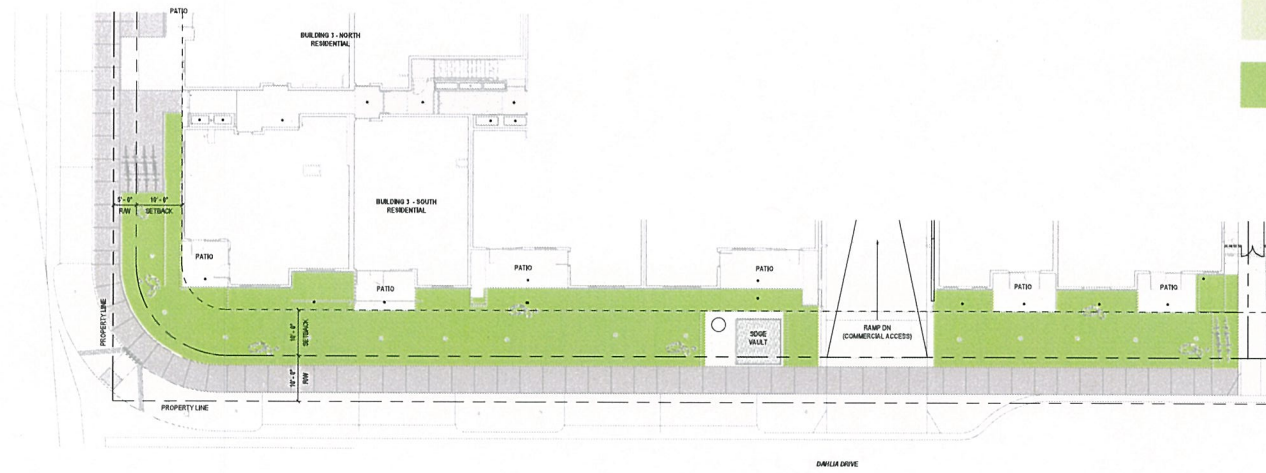 PATIO
BUILDING 3 - NORTH
RESIDENTIAL
5'- 0"
10'- 0"
R/W
SETBACK
BUILDING 3 - SOUTH
RESIDENTIAL
PATIO
PATIO
PATIO
PATIO
PATIO
PATIO
PROPERTY LINE
10'- 0"
SETBACK
10'- 0"
R/W
SDGE
VAULT
RAMP DN
(COMMERCIAL ACCESS)
PROPERTY LINE
DAHLIA DRIVE